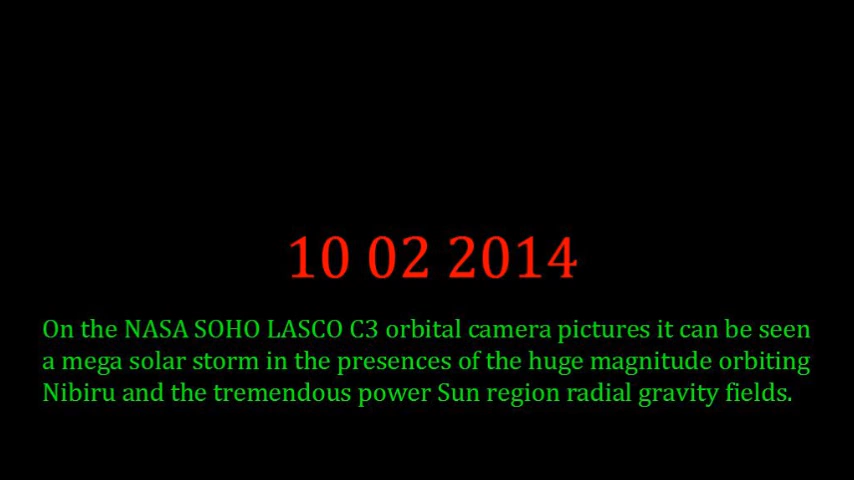 10 02 2014
On the NASA SOHO LASCO C3 orbital camera pictures it can be seen
a mega solar storm in the presences of the huge magnitude orbiting
Nibiru and the tremendous power Sun region radial gravity fields.